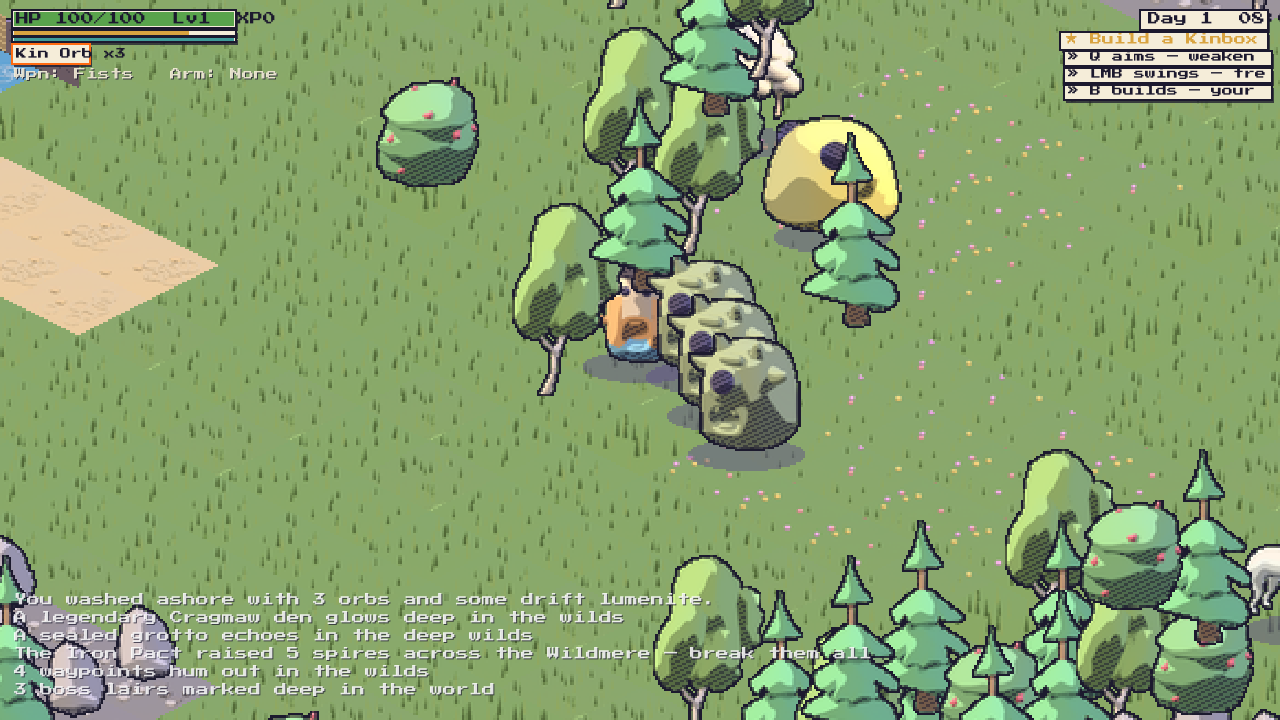 HP 100/100 Lv1 XP0
Kin Orb x3
Wpn: Fists Arm: None
Day 1 08:
★ Build a Kinbox
» Q aims — weaken
» LMB swings — tre
» B builds — your
You washed ashore with 3 orbs and some drift lumenite.
A legendary Cragmaw den glows deep in the wilds
A sealed grotto echoes in the deep wilds
The Iron Pact raised 5 spires across the Wildmere — break them all
4 waypoints hum out in the wilds
3 boss lairs marked deep in the world